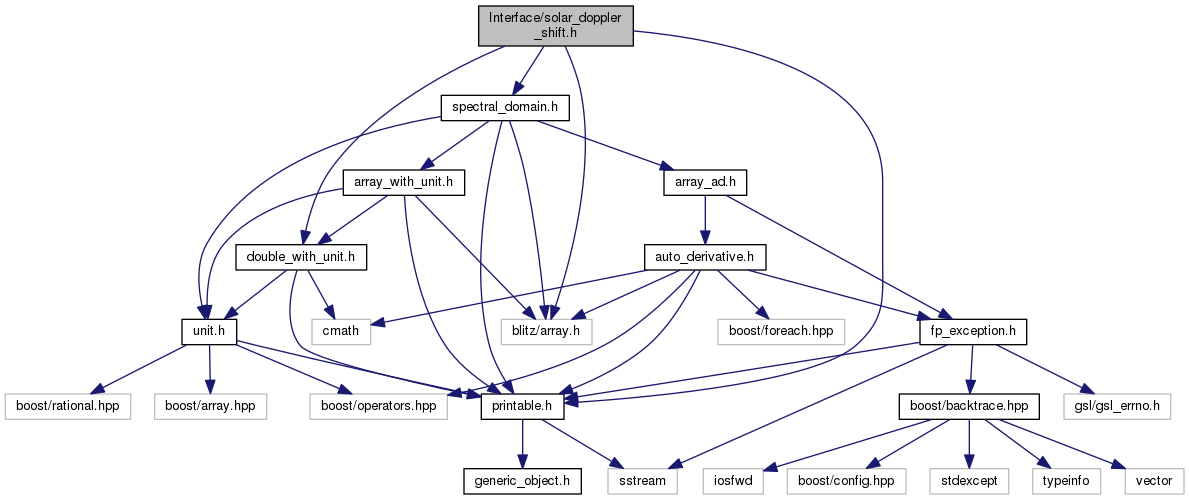 Interface/solar_doppler
_shift.h
spectral_domain.h
array_with_unit.h
array_ad.h
double_with_unit.h
auto_derivative.h
unit.h
cmath
blitz/array.h
boost/foreach.hpp
fp_exception.h
boost/rational.hpp
boost/array.hpp
boost/operators.hpp
printable.h
boost/backtrace.hpp
gsl/gsl_errno.h
generic_object.h
sstream
iosfwd
boost/config.hpp
stdexcept
typeinfo
vector